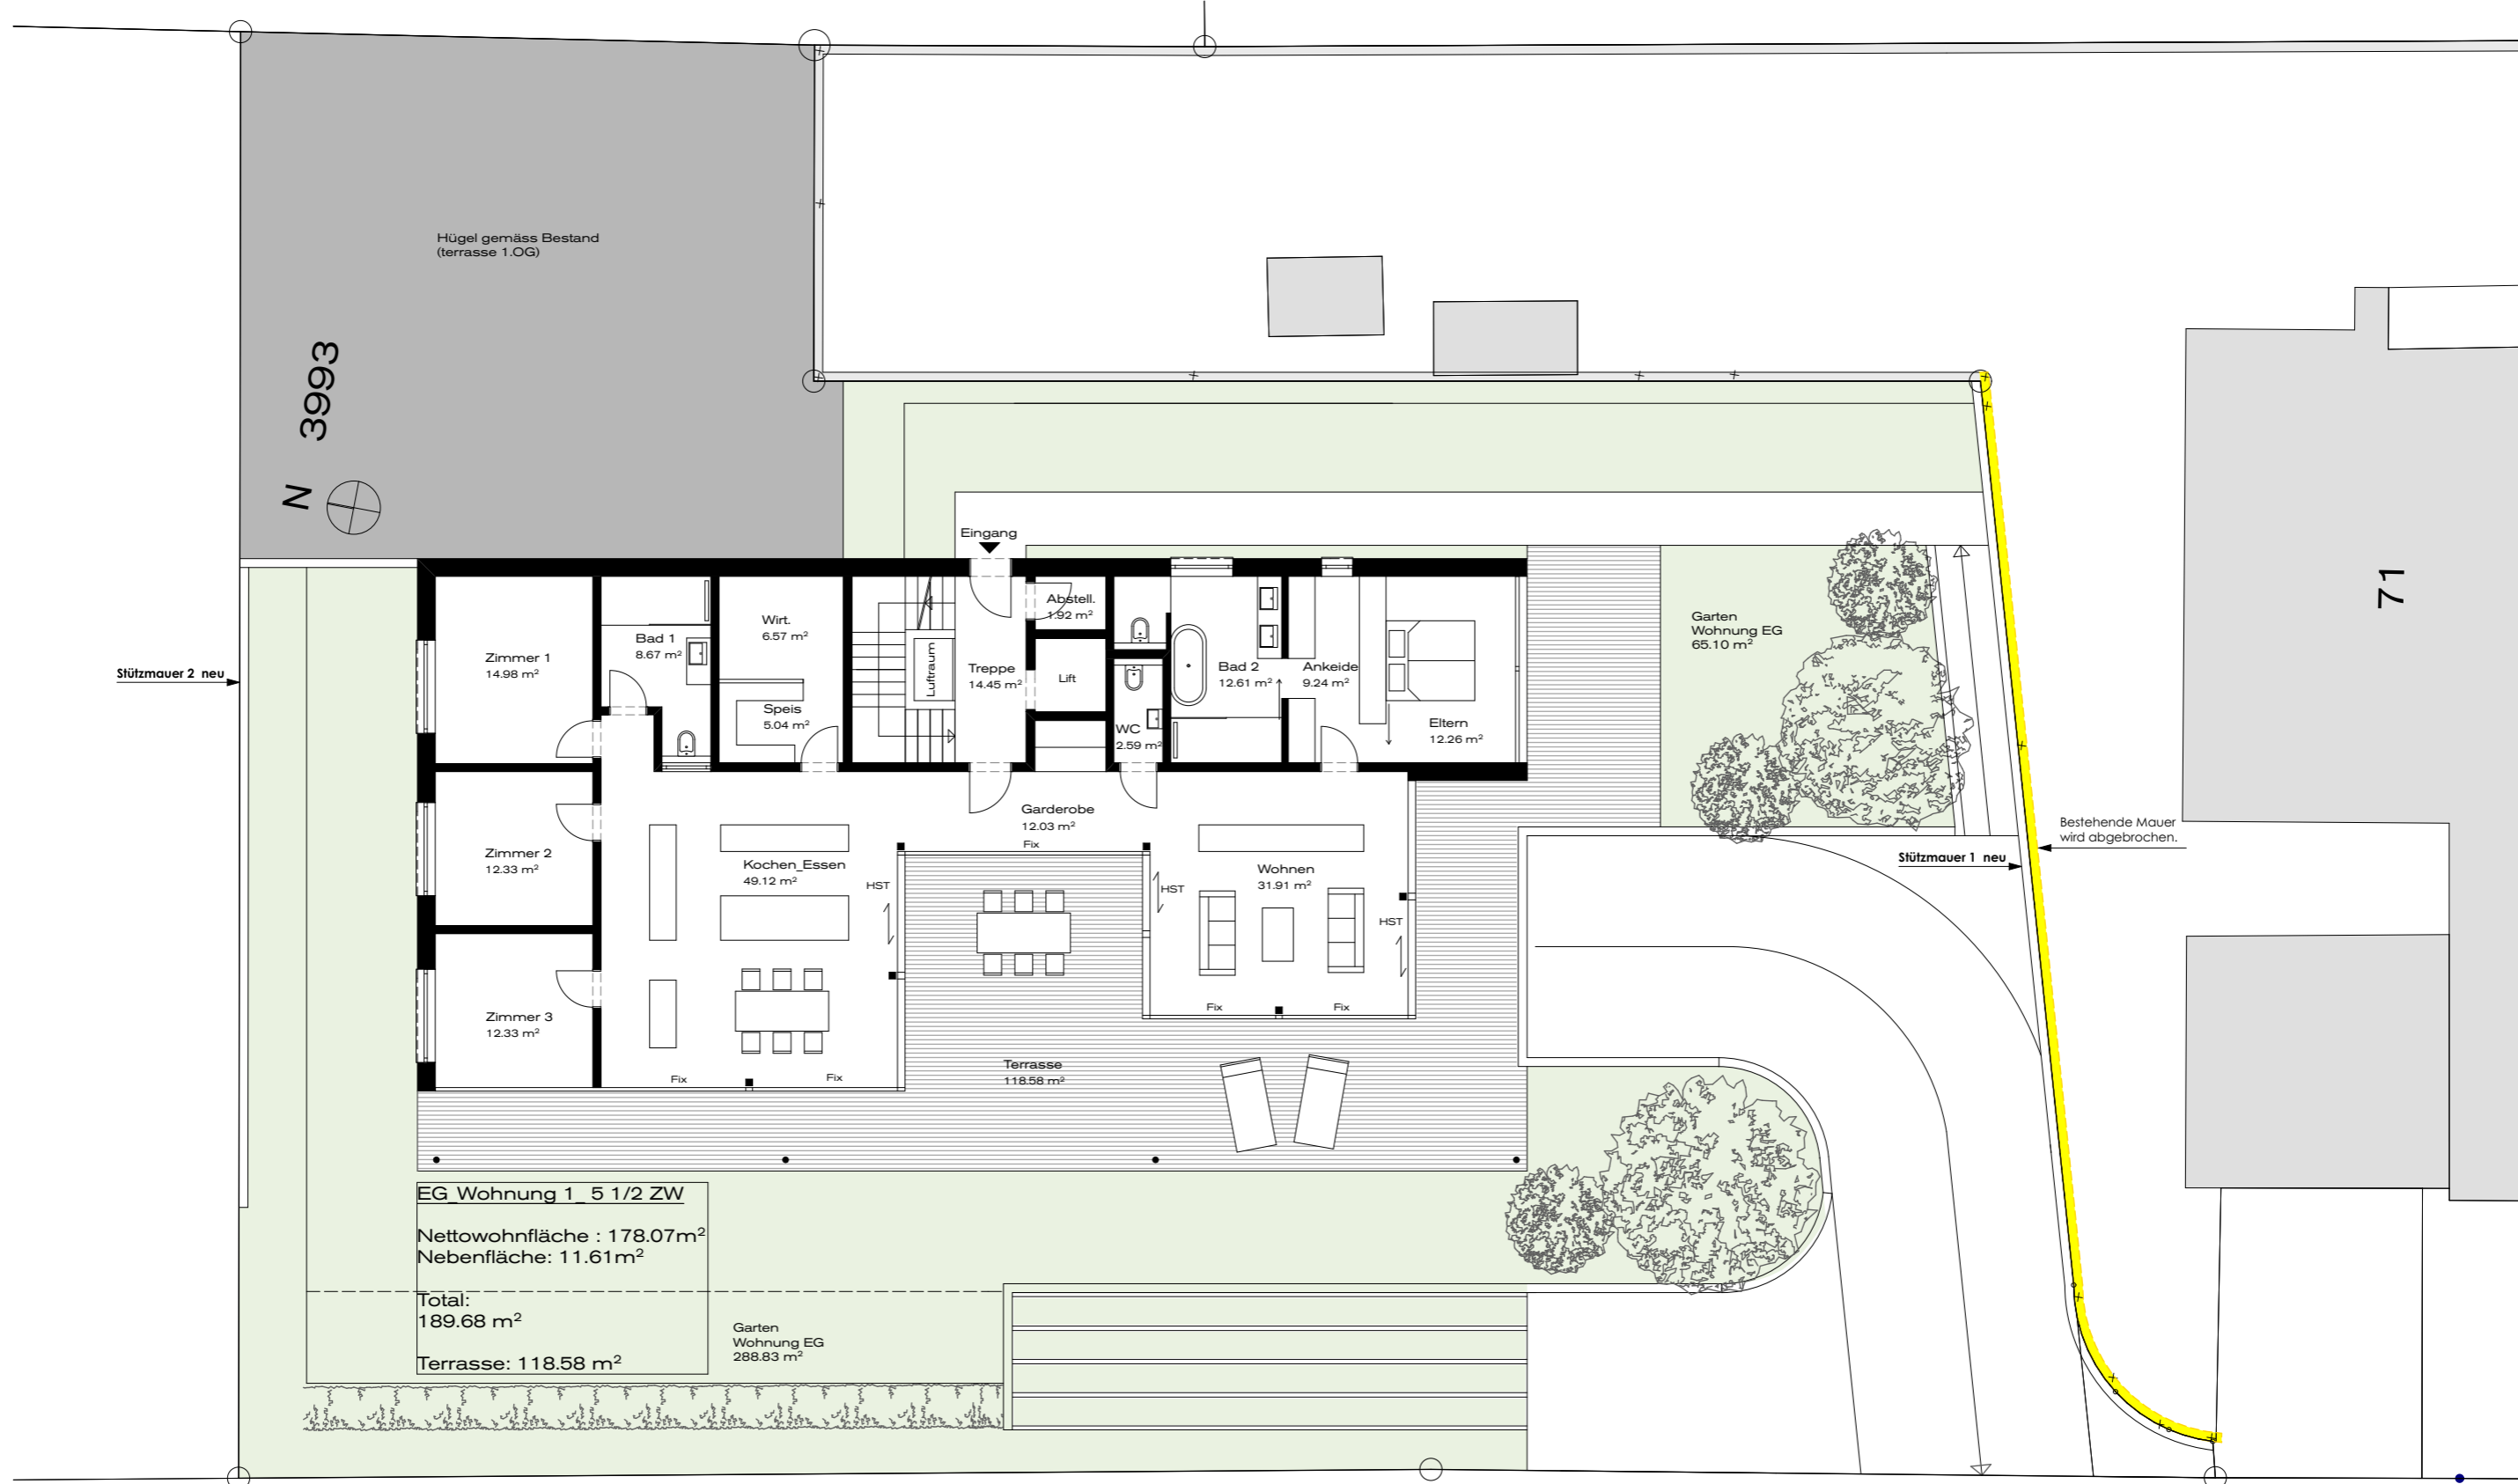 Hügel gemäss Bestand
(terrasse 1.OG)
3993
N
Eingang
Stützmauer 2 neu
Zimmer 1
14.98 m²
Bad 1
8.67 m²
Wirt.
6.57 m²
Speis
5.04 m²
Luftraum
Treppe
14.45 m²
Abstell.
1.92 m²
Lift
WC
2.59 m²
Bad 2
12.61 m²
Ankeide
9.24 m²
Eltern
12.26 m²
Garten
Wohnung EG
65.10 m²
71
Zimmer 2
12.33 m²
Kochen_Essen
49.12 m²
HST
Garderobe
12.03 m²
Fix
HST
Wohnen
31.91 m²
HST
Bestehende Mauer
wird abgebrochen.
Stützmauer 1 neu
Zimmer 3
12.33 m²
Fix
Fix
Fix
Fix
Terrasse
118.58 m²
EG_Wohnung 1_ 5 1/2 ZW
Nettowohnfläche : 178.07m²
Nebenfläche: 11.61m²
Total:
189.68 m²
Terrasse: 118.58 m²
Garten
Wohnung EG
288.83 m²